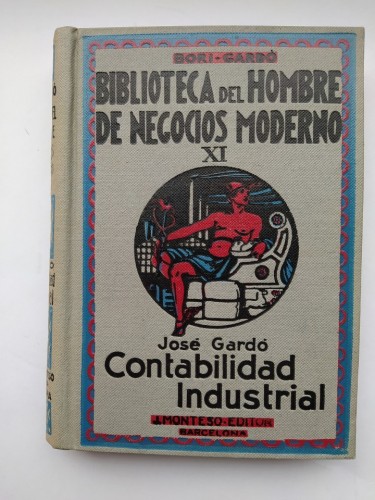 BORI-GARDÓ
BIBLIOTECA DEL HOMBRE
DE NEGOCIOS MODERNO
XI
José Gardó
Contabilidad
Industrial
J. MONTESÓ-EDITOR
BARCELONA